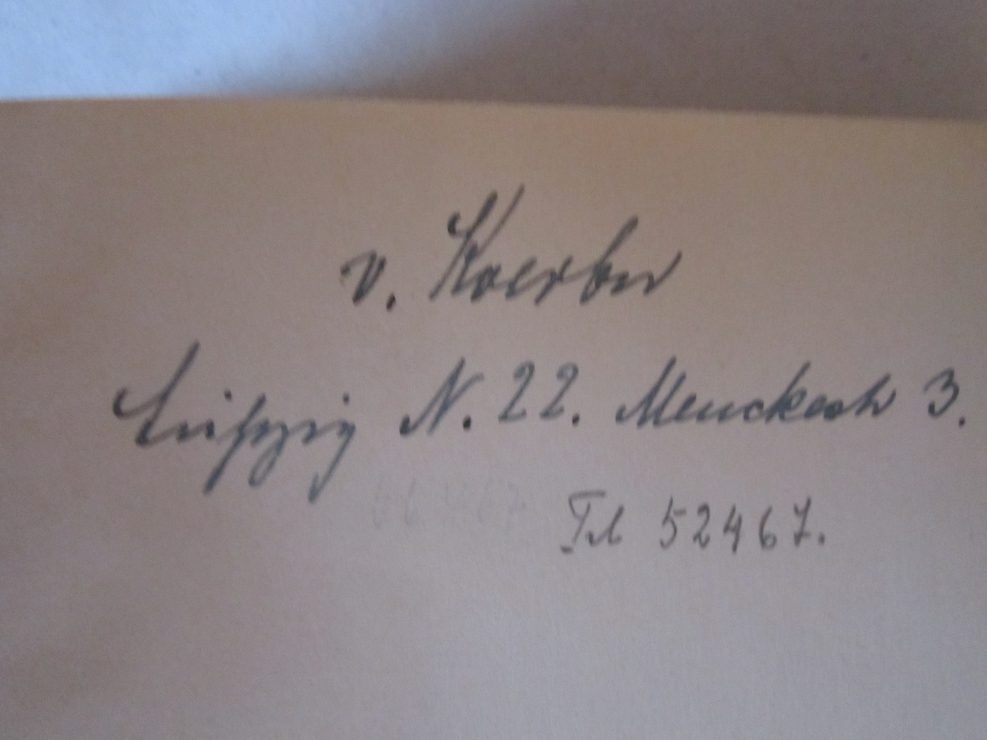 v. Koerber
Leipzig N. 22. Menckestr 3.
Tel 52467.